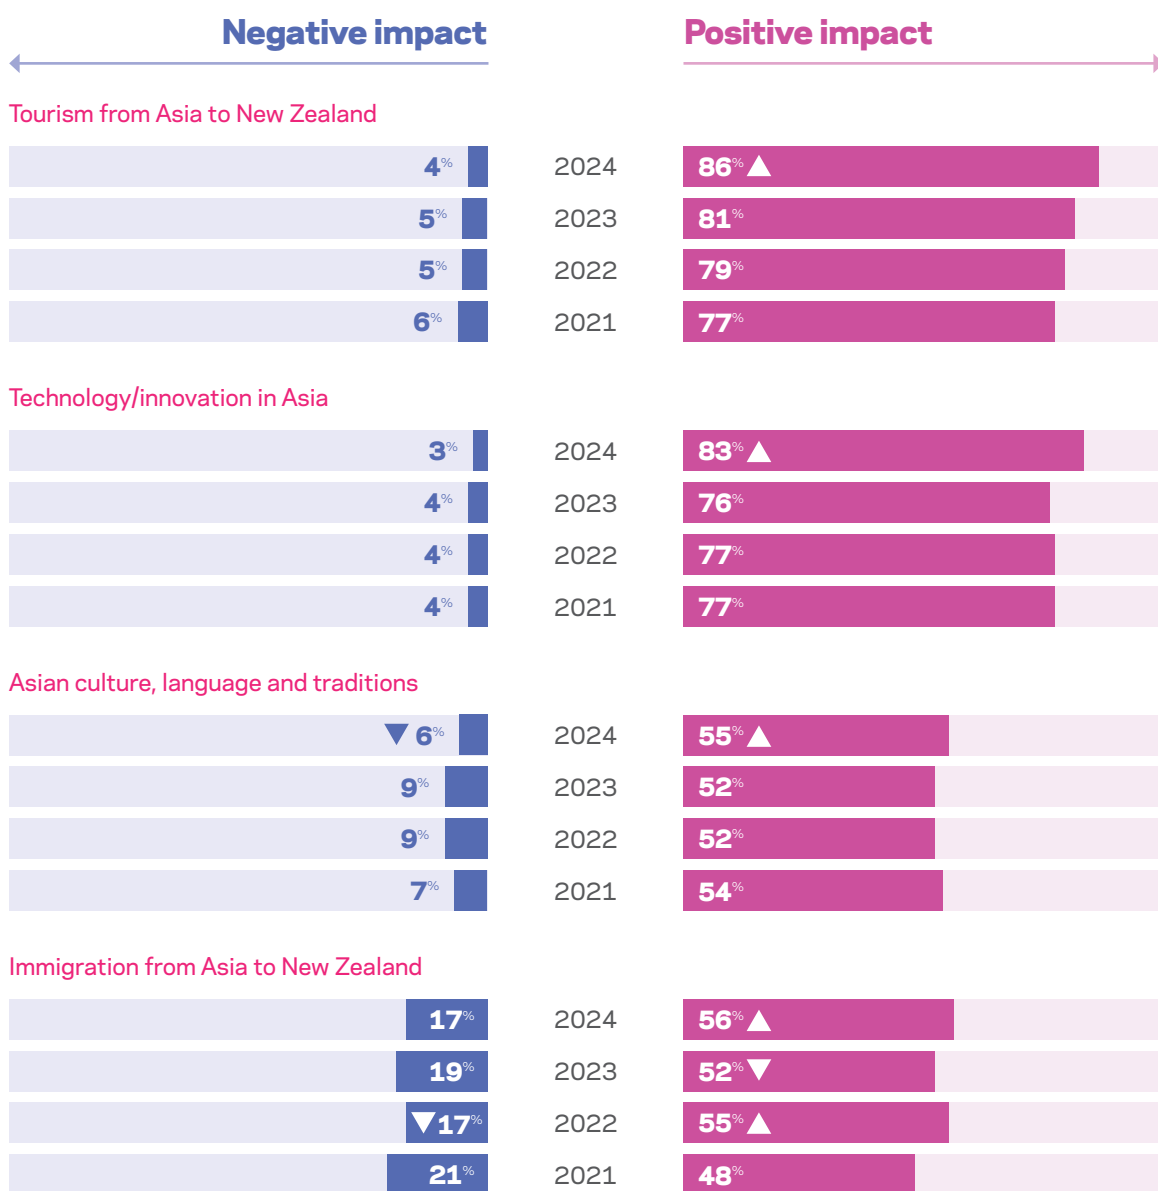 Negative impact Positive impact
Tourism from Asia to New Zealand
4% 2024 86% ▲
5% 2023 81%
5% 2022 79%
6% 2021 77%
Technology/innovation in Asia
3% 2024 83% ▲
4% 2023 76%
4% 2022 77%
4% 2021 77%
Asian culture, language and traditions
▼ 6% 2024 55% ▲
9% 2023 52%
9% 2022 52%
7% 2021 54%
Immigration from Asia to New Zealand
17% 2024 56% ▲
19% 2023 52% ▼
▼ 17% 2022 55% ▲
21% 2021 48%